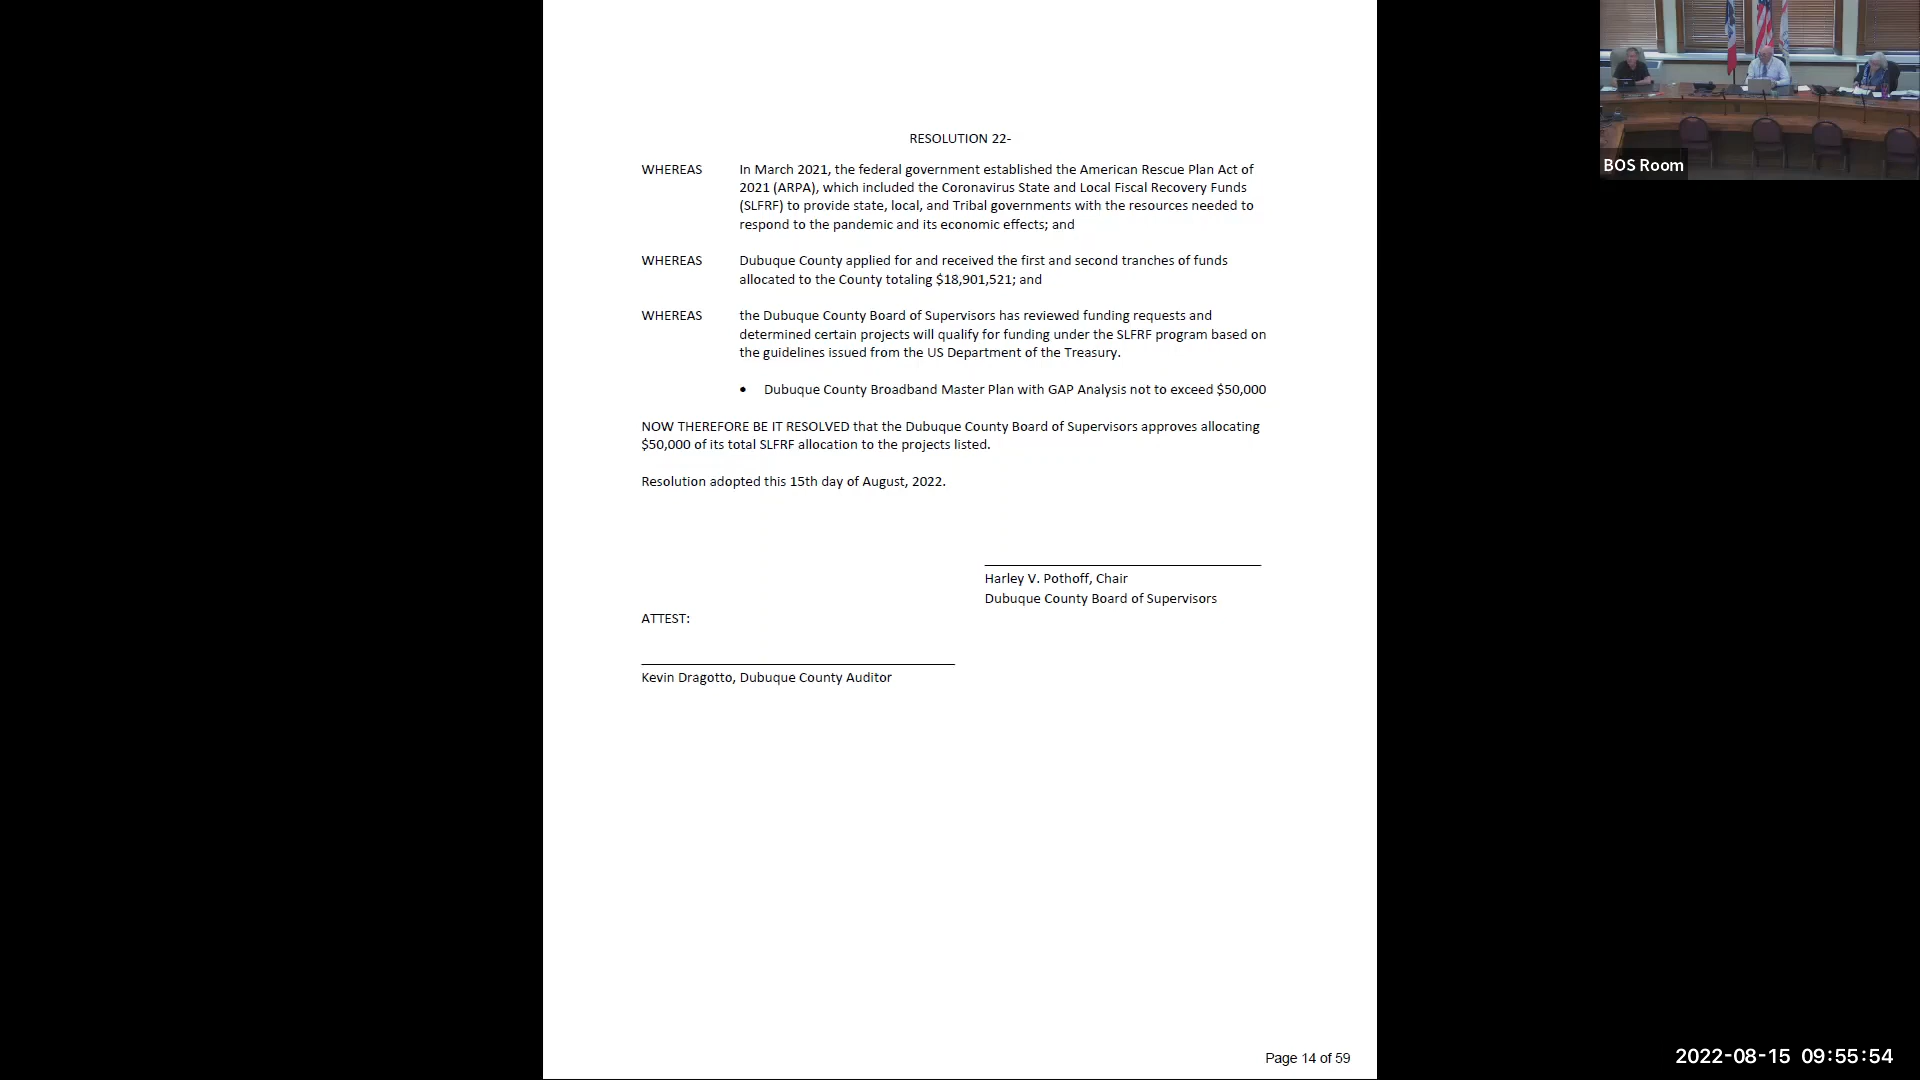 RESOLUTION 22-
WHEREAS In March 2021, the federal government established the American Rescue Plan Act of
2021 (ARPA), which included the Coronavirus State and Local Fiscal Recovery Funds
(SLFRF) to provide state, local, and Tribal governments with the resources needed to
respond to the pandemic and its economic effects; and
WHEREAS Dubuque County applied for and received the first and second tranches of funds
allocated to the County totaling $18,901,521; and
WHEREAS the Dubuque County Board of Supervisors has reviewed funding requests and
determined certain projects will qualify for funding under the SLFRF program based on
the guidelines issued from the US Department of the Treasury.
• Dubuque County Broadband Master Plan with GAP Analysis not to exceed $50,000
NOW THEREFORE BE IT RESOLVED that the Dubuque County Board of Supervisors approves allocating
$50,000 of its total SLFRF allocation to the projects listed.
Resolution adopted this 15th day of August, 2022.
Harley V. Pothoff, Chair
Dubuque County Board of Supervisors
ATTEST:
Kevin Dragotto, Dubuque County Auditor
Page 14 of 59
BOS Room
2022-08-15 09:55:54